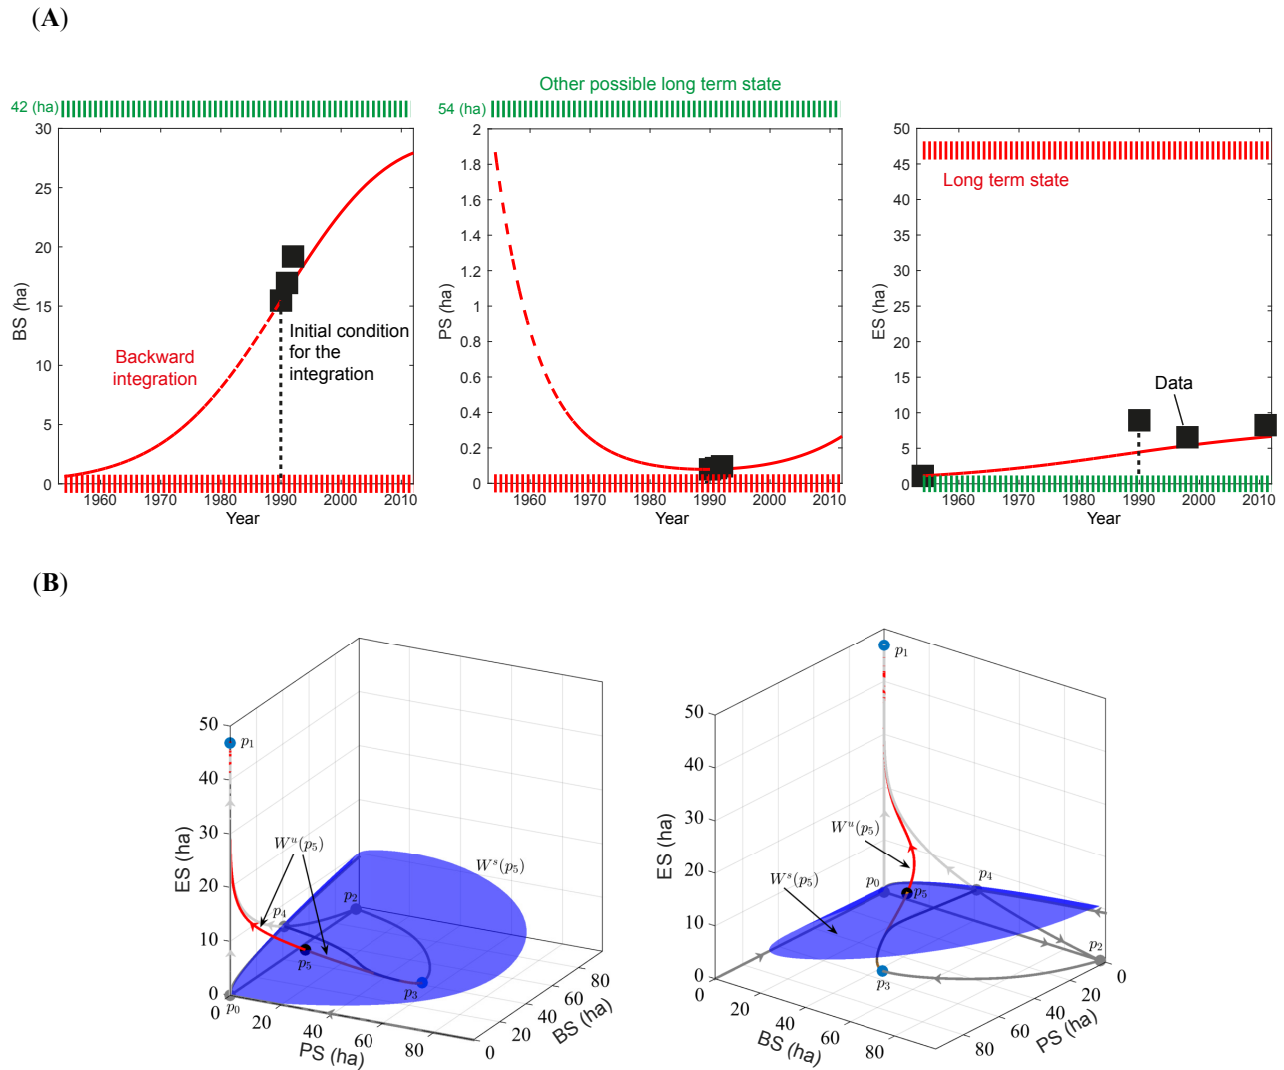 (A)
Other possible long term state
42 (ha)
54 (ha)
30
25
20
15
10
5
0
BS (ha)
Backward
integration
Initial condition
for the
integration
1960
1970
1980
1990
2000
2010
Year
2
1.8
1.6
1.4
1.2
1
0.8
0.6
0.4
0.2
0
PS (ha)
1960
1970
1980
1990
2000
2010
Year
50
45
40
35
30
25
20
15
10
5
0
ES (ha)
Long term state
Data
1960
1970
1980
1990
2000
2010
Year
(B)
50
40
30
20
10
0
ES (ha)
p₁
Wᵘ(p₅)
Wˢ(p₅)
p₂
p₄
p₅
p₃
p₀
0
20
40
60
80
PS (ha)
0
20
40
60
80
BS (ha)
50
40
30
20
10
0
ES (ha)
p₁
Wᵘ(p₅)
Wˢ(p₅)
p₀
p₅
p₄
p₂
p₃
0
20
40
60
80
BS (ha)
80
60
40
20
0
PS (ha)